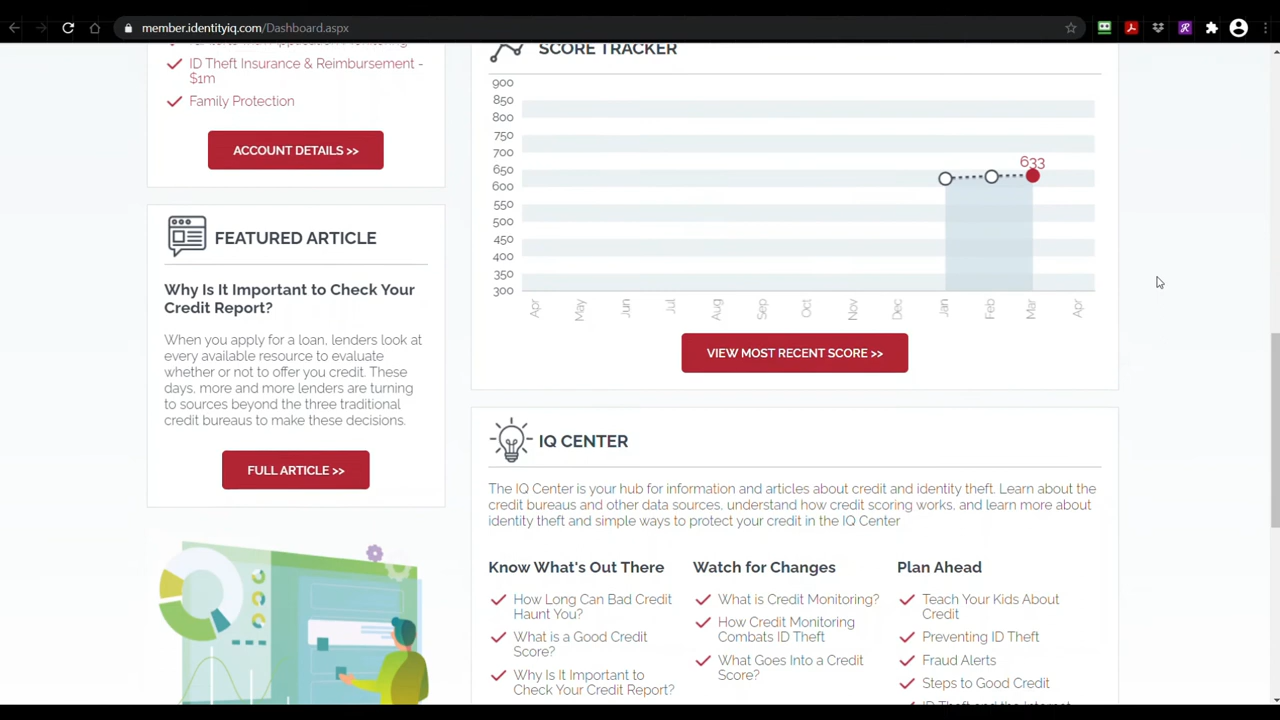 member.identityiq.com/Dashboard.aspx
ID Theft Insurance & Reimbursement -
$1m
Family Protection
ACCOUNT DETAILS >>
FEATURED ARTICLE
Why Is It Important to Check Your
Credit Report?
When you apply for a loan, lenders look at
every available resource to evaluate
whether or not to offer you credit. These
days, more and more lenders are turning
to sources beyond the three traditional
credit bureaus to make these decisions.
FULL ARTICLE >>
SCORE TRACKER
900
850
800
750
700
650
600
550
500
450
400
350
300
633
Apr
May
Jun
Jul
Aug
Sep
Oct
Nov
Dec
Jan
Feb
Mar
Apr
VIEW MOST RECENT SCORE >>
IQ CENTER
The IQ Center is your hub for information and articles about credit and identity theft. Learn about the
credit bureaus and other data sources, understand how credit scoring works, and learn more about
identity theft and simple ways to protect your credit in the IQ Center
Know What's Out There
How Long Can Bad Credit
Haunt You?
What is a Good Credit
Score?
Why Is It Important to
Check Your Credit Report?
Watch for Changes
What is Credit Monitoring?
How Credit Monitoring
Combats ID Theft
What Goes Into a Credit
Score?
Plan Ahead
Teach Your Kids About
Credit
Preventing ID Theft
Fraud Alerts
Steps to Good Credit
ID Theft and the Internet